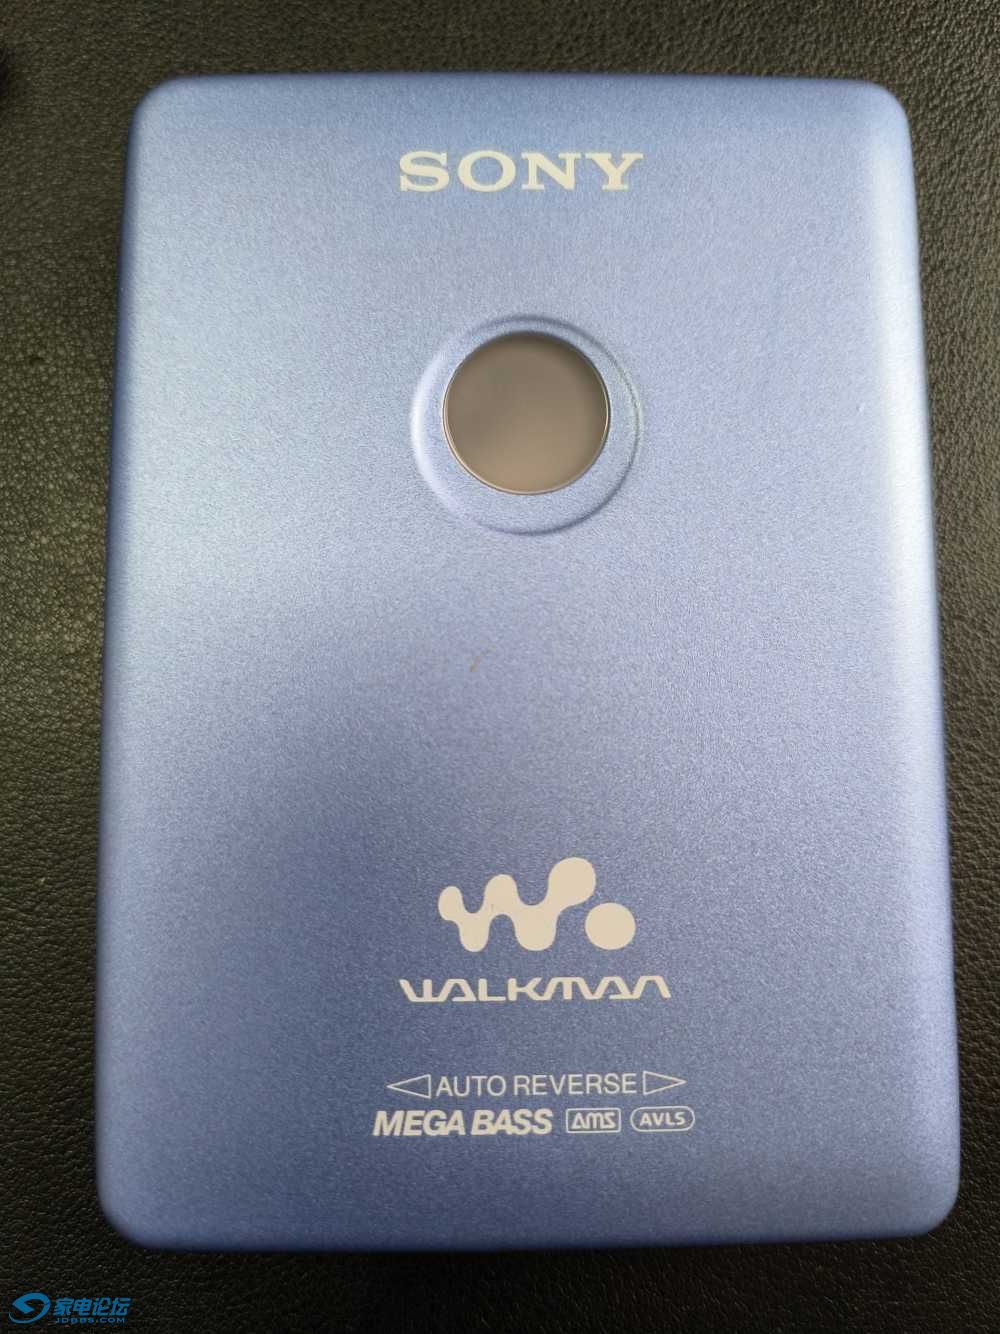 SONY
WALKMAN
AUTO REVERSE
MEGA BASS AMS AVLS
家电论坛
JDBBS.COM